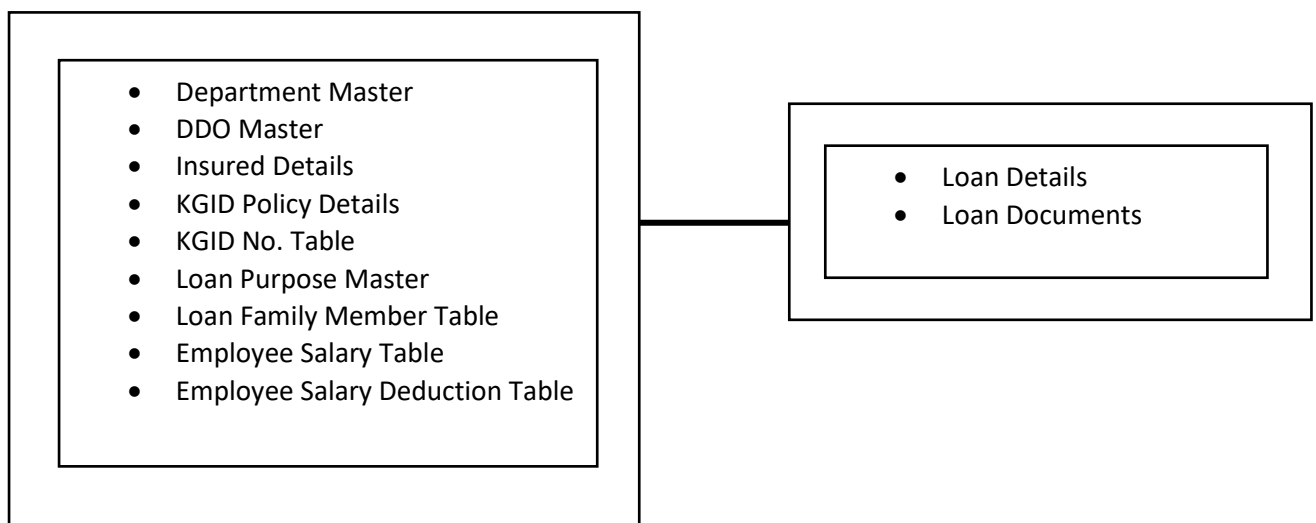 • Department Master
• DDO Master
• Insured Details
• KGID Policy Details
• KGID No. Table
• Loan Purpose Master
• Loan Family Member Table
• Employee Salary Table
• Employee Salary Deduction Table
• Loan Details
• Loan Documents